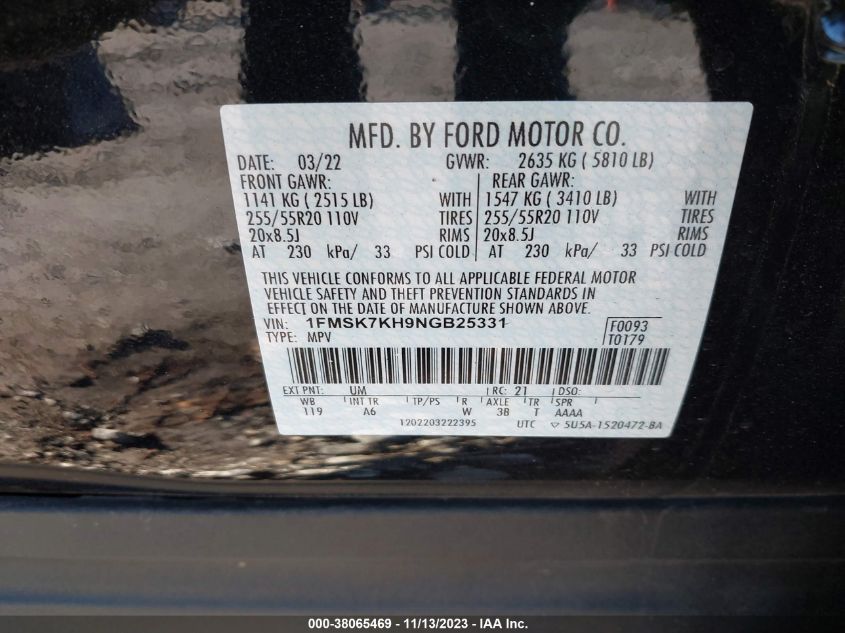 MFD. BY FORD MOTOR CO.
DATE: 03/22 GVWR: 2635 KG ( 5810 LB)
FRONT GAWR: REAR GAWR:
1141 KG ( 2515 LB) WITH 1547 KG ( 3410 LB) WITH
255/55R20 110V TIRES 255/55R20 110V TIRES
20x8.5J RIMS 20x8.5J RIMS
AT 230 kPa/ 33 PSI COLD AT 230 kPa/ 33 PSI COLD
THIS VEHICLE CONFORMS TO ALL APPLICABLE FEDERAL MOTOR
VEHICLE SAFETY AND THEFT PREVENTION STANDARDS IN
EFFECT ON THE DATE OF MANUFACTURE SHOWN ABOVE.
VIN: 1FMSK7KH9NGB25331 F0093
TYPE: MPV T0179
EXT PNT: UM RC: 21 DSO:
WB INT TR TP/PS R AXLE TR SPR
119 A6 W 3B T AAAA
1202203222395 UTC ▽ 5U5A-1520472-BA
000-38065469 - 11/13/2023 - IAA Inc.